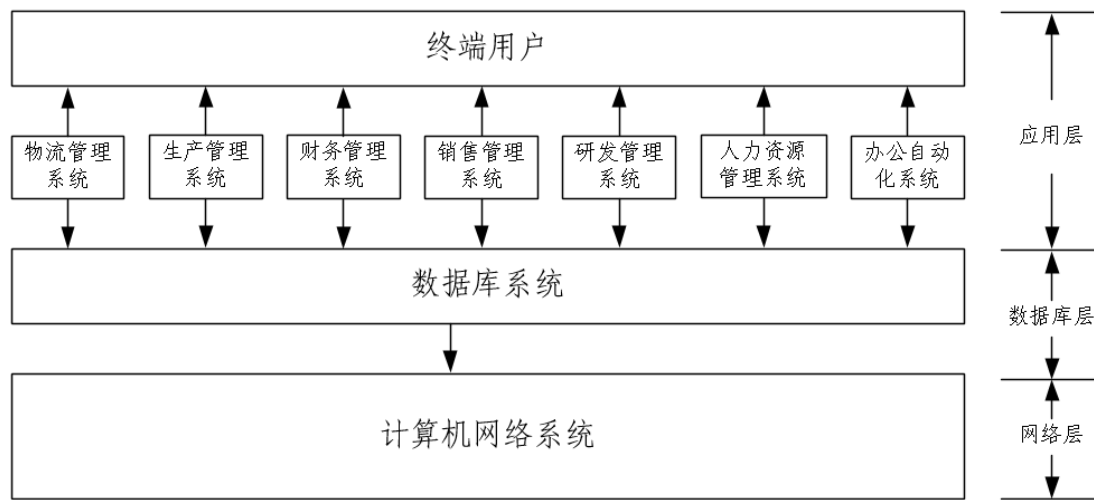 终端用户
物流管理
系统
生产管理
系统
财务管理
系统
销售管理
系统
研发管理
系统
人力资源
管理系统
办公自动
化系统
应用层
数据库系统
数据库层
计算机网络系统
网络层